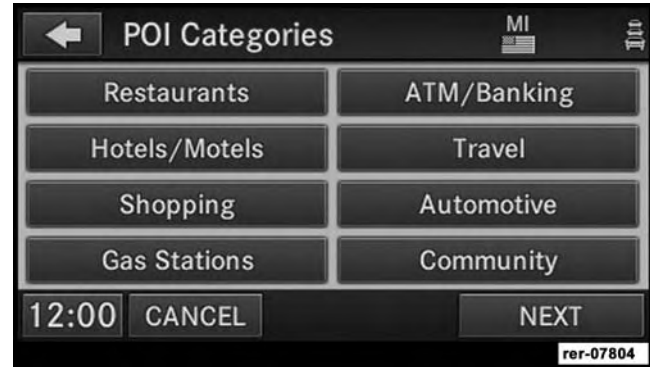 POI Categories MI
Restaurants ATM/Banking
Hotels/Motels Travel
Shopping Automotive
Gas Stations Community
12:00 CANCEL NEXT
rer-07804